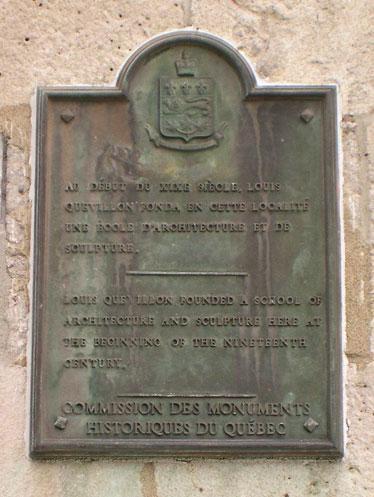 AU DÉBUT DU XIXE SIÈCLE, LOUIS
QUEVILLON FONDA EN CETTE LOCALITÉ
UNE ÉCOLE D'ARCHITECTURE ET DE
SCULPTURE.
LOUIS QUEVILLON FOUNDED A SCHOOL OF
ARCHITECTURE AND SCULPTURE HERE AT
THE BEGINNING OF THE NINETEENTH
CENTURY.
COMMISSION DES MONUMENTS
HISTORIQUES DU QUÉBEC